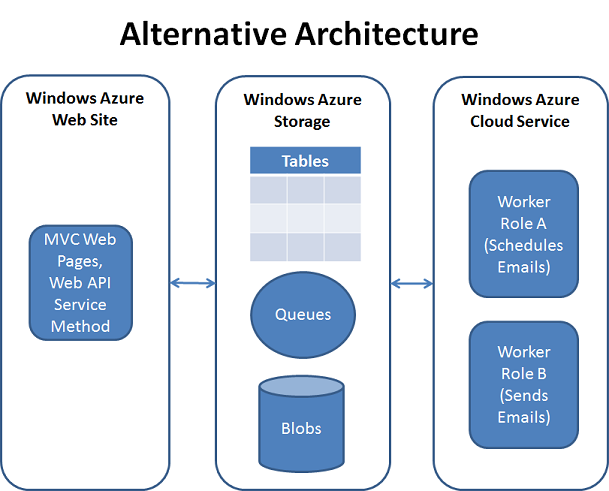 Alternative Architecture
Windows Azure
Web Site
MVC Web
Pages,
Web API
Service
Method
Windows Azure
Storage
Tables
Queues
Blobs
Windows Azure
Cloud Service
Worker
Role A
(Schedules
Emails)
Worker
Role B
(Sends
Emails)